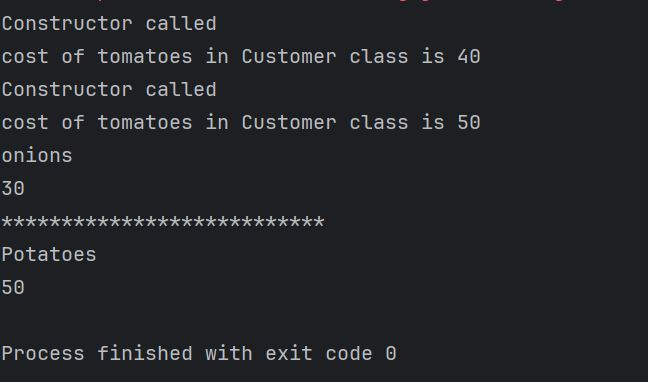 Constructor called
cost of tomatoes in Customer class is 40
Constructor called
cost of tomatoes in Customer class is 50
onions
30
***************************
Potatoes
50
Process finished with exit code 0